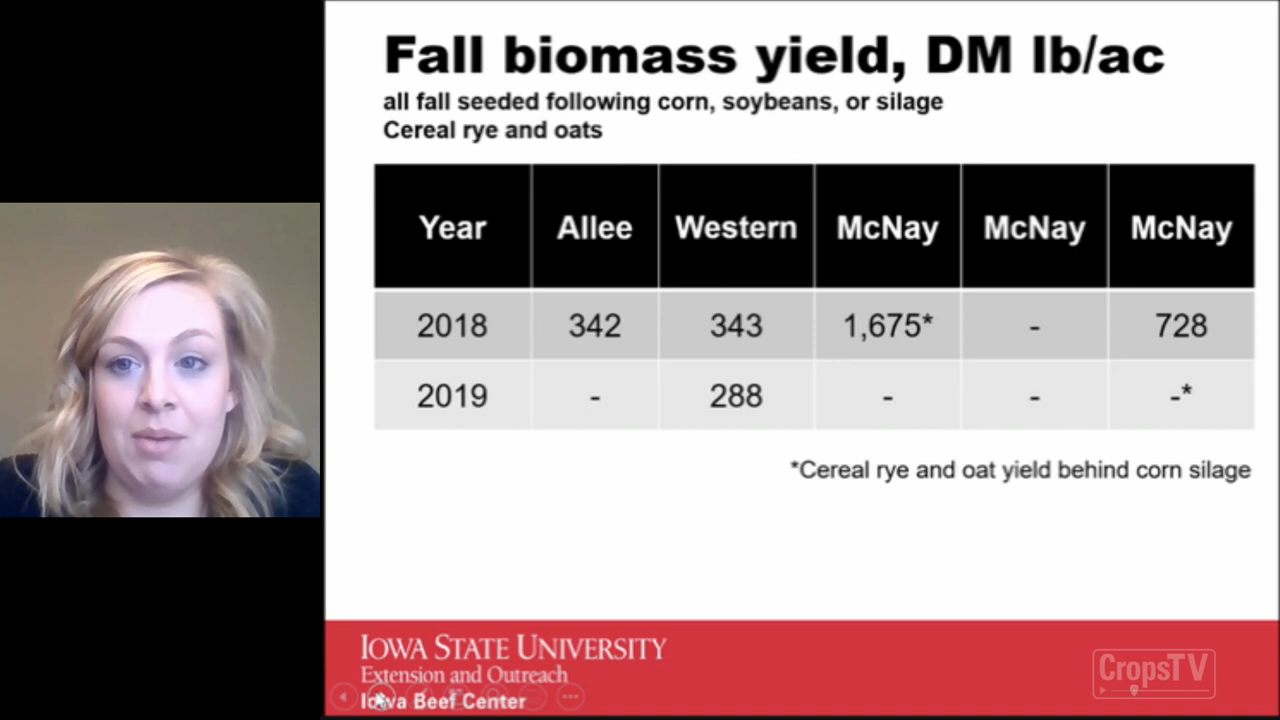 Fall biomass yield, DM lb/ac
all fall seeded following corn, soybeans, or silage
Cereal rye and oats
Year Allee Western McNay McNay McNay
2018 342 343 1,675* - 728
2019 - 288 - - -*
*Cereal rye and oat yield behind corn silage
IOWA STATE UNIVERSITY
Extension and Outreach
Iowa Beef Center
CropsTV